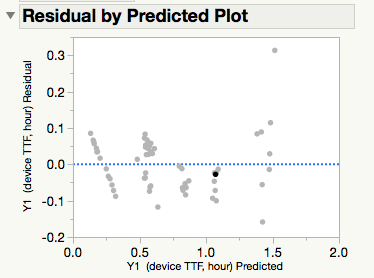 Residual by Predicted Plot
0.3
0.2
0.1
0.0
-0.1
-0.2
Y1 (device TTF, hour) Residual
0.0 0.5 1.0 1.5 2.0
Y1 (device TTF, hour) Predicted